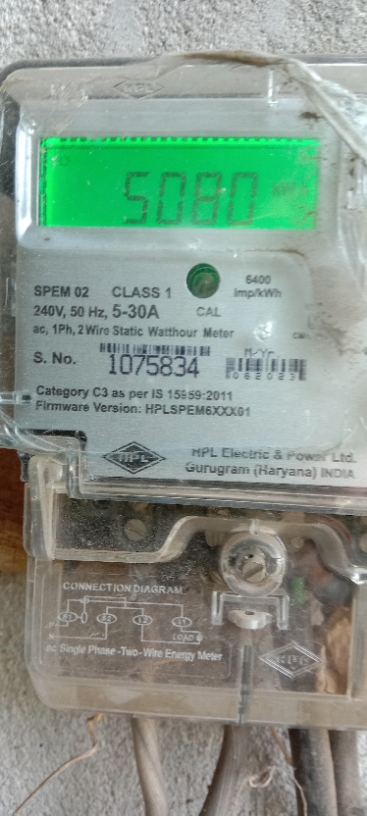 HPL
5080 kWh
6400
SPEM 02 CLASS 1 imp/kWh
240V, 50 Hz, 5-30A CAL
ac, 1Ph, 2 Wire Static Watthour Meter
M/Yr.
S. No. 1075834
062023
Category C3 as per IS 15959:2011
Firmware Version: HPLSPEM6XXX01
HPL
HPL Electric & Power Ltd.
Gurugram (Haryana) INDIA
CONNECTION DIAGRAM
LOAD
ac Single Phase-Two-Wire Energy Meter
HPL